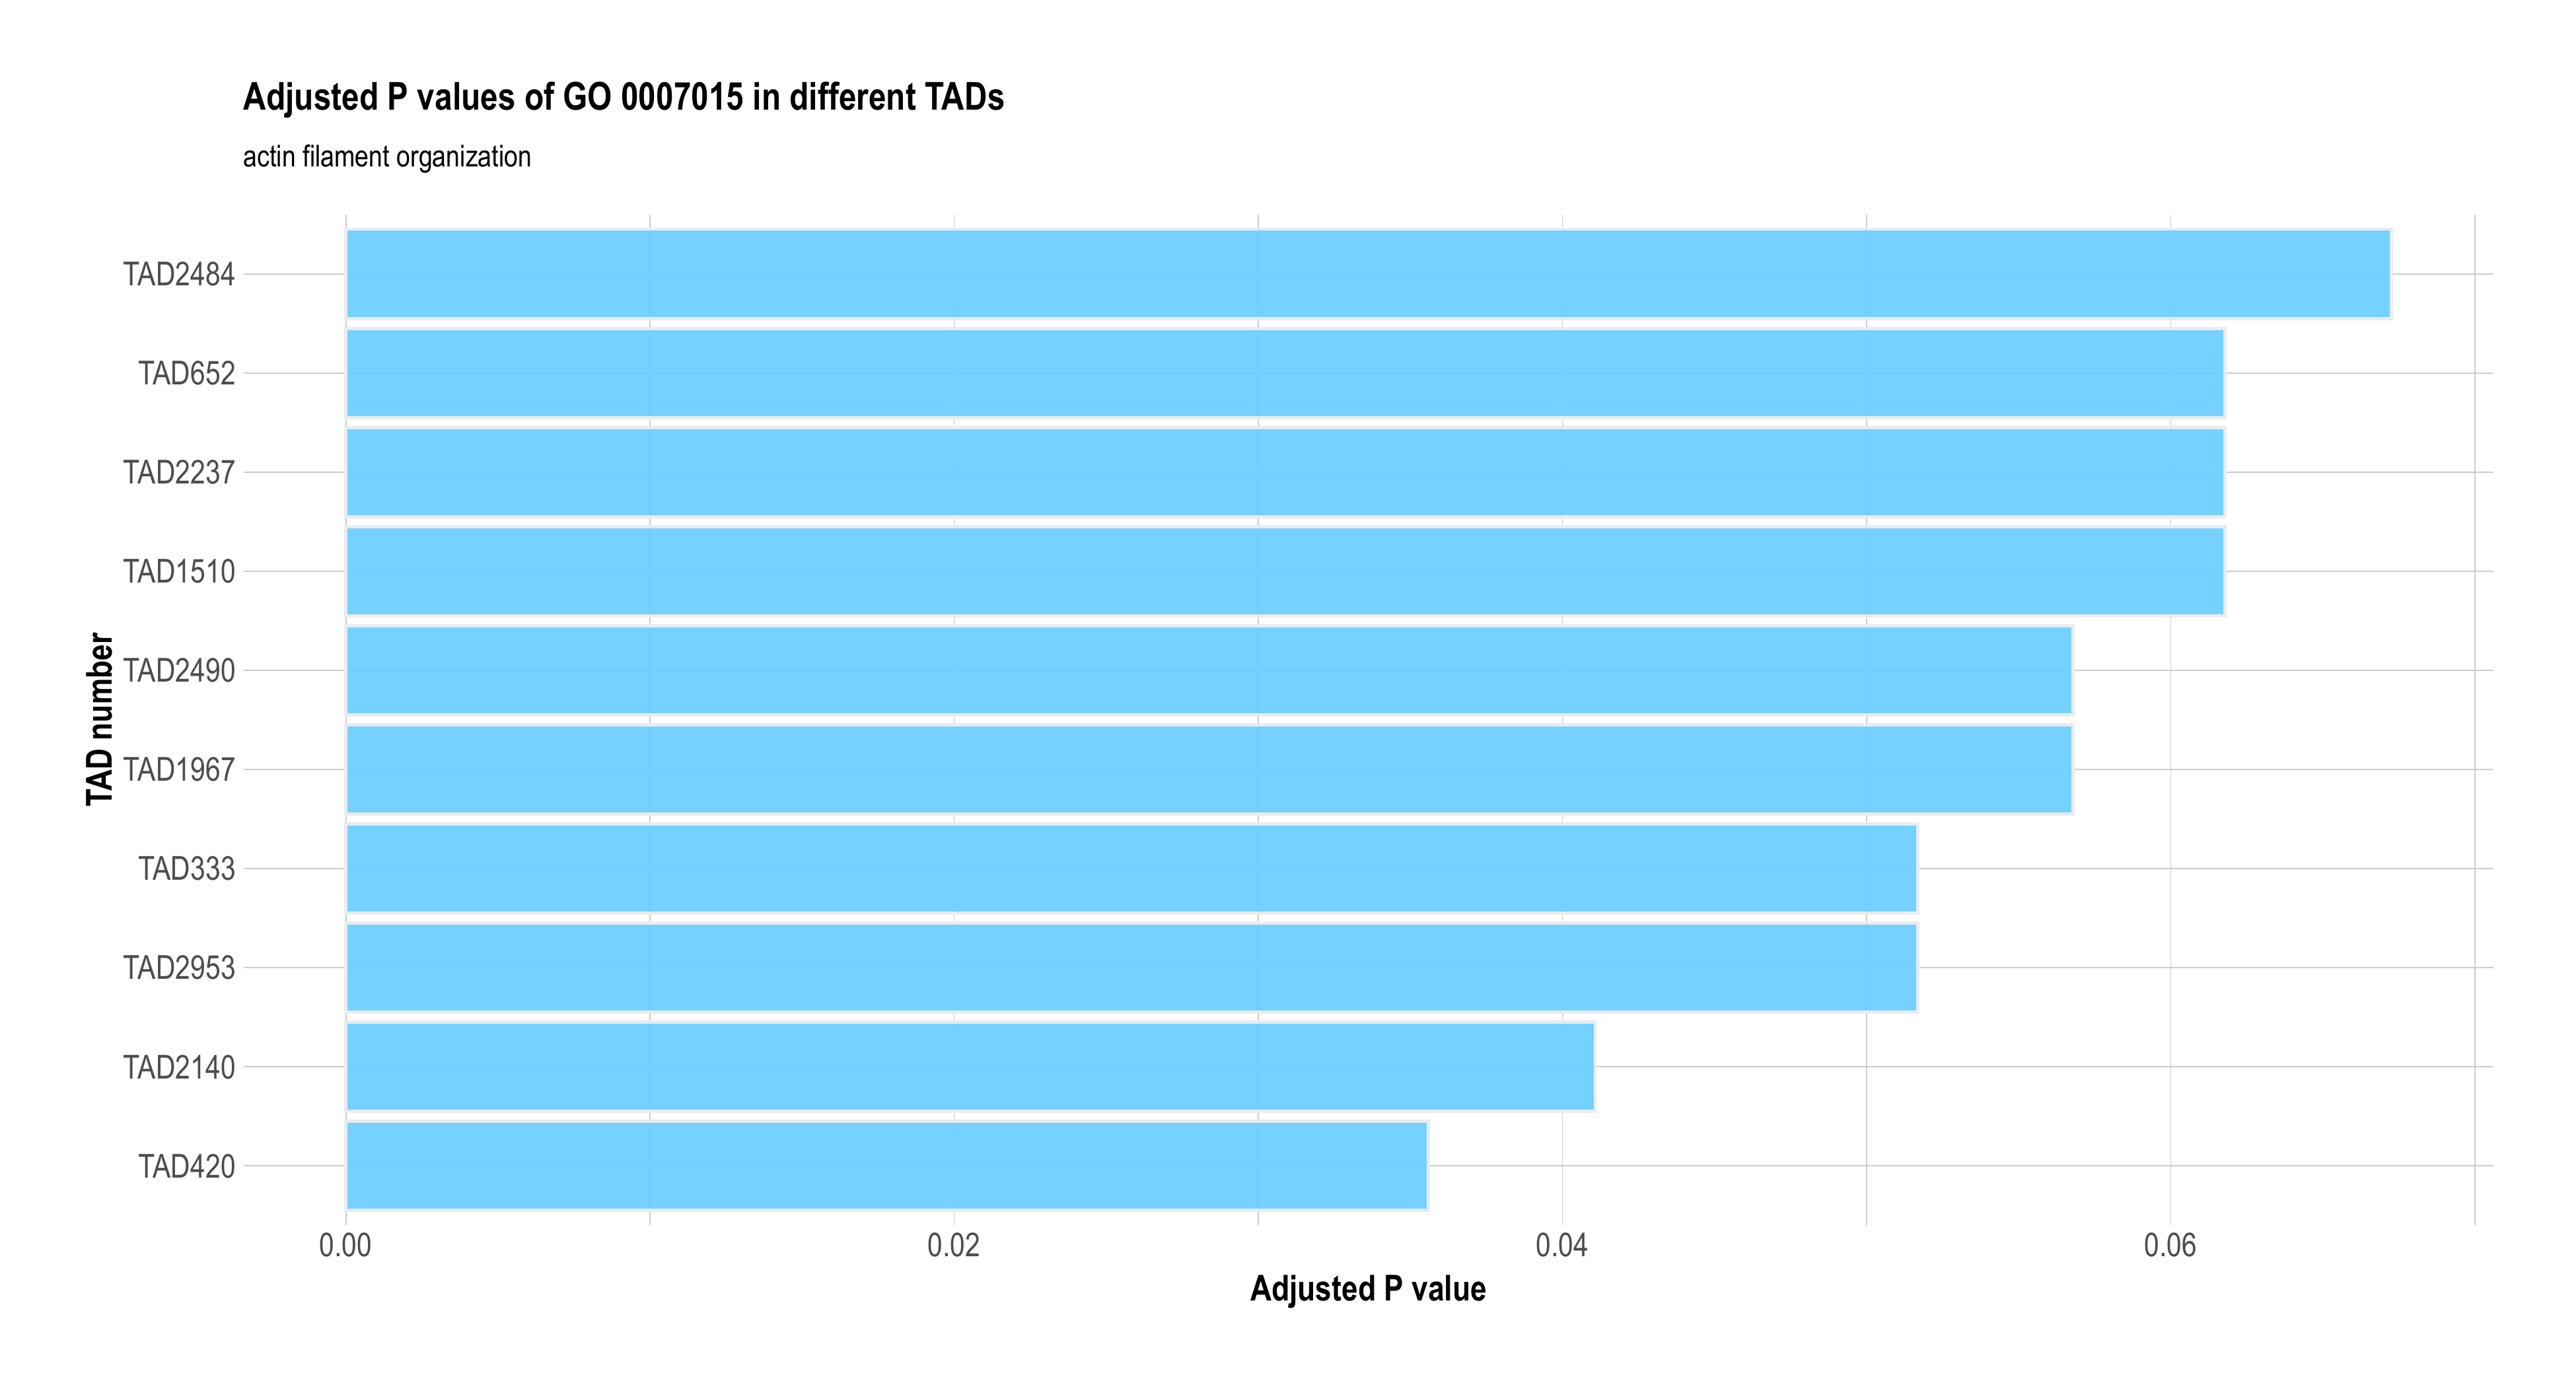 Adjusted P values of GO 0007015 in different TADs
actin filament organization
TAD number
TAD2484
TAD652
TAD2237
TAD1510
TAD2490
TAD1967
TAD333
TAD2953
TAD2140
TAD420
0.00 0.02 0.04 0.06
Adjusted P value